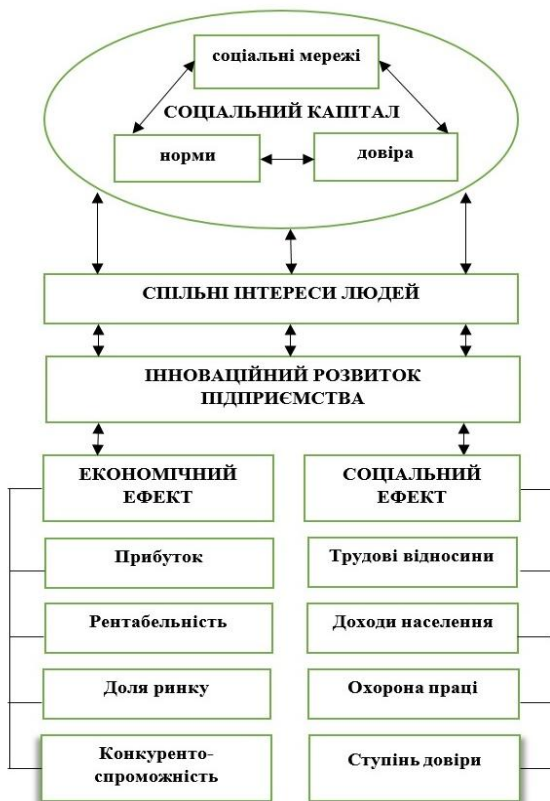 соціальні мережі
СОЦІАЛЬНИЙ КАПІТАЛ
норми
довіра
СПІЛЬНІ ІНТЕРЕСИ ЛЮДЕЙ
ІННОВАЦІЙНИЙ РОЗВИТОК
ПІДПРИЄМСТВА
ЕКОНОМІЧНИЙ
ЕФЕКТ
СОЦІАЛЬНИЙ
ЕФЕКТ
Прибуток
Трудові відносини
Рентабельність
Доходи населення
Доля ринку
Охорона праці
Конкуренто-
спроможність
Ступінь довіри